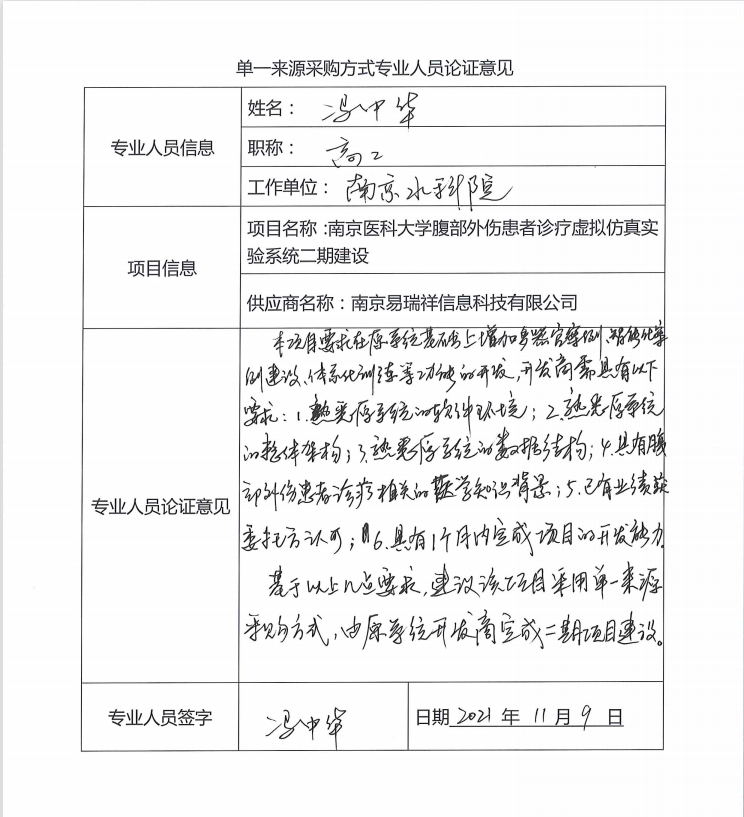 单一来源采购方式专业人员论证意见
专业人员信息
姓名： 冯中华
职称： 高工
工作单位： 南京水科院
项目信息
项目名称：南京医科大学腹部外伤患者诊疗虚拟仿真实
验系统二期建设
供应商名称：南京易瑞祥信息科技有限公司
专业人员论证意见
本项目要求在原系统基础上增加多器官案例、智能化案
例建设、体系化训练等功能的开发，开发商需具有以下
要求：1.熟悉原系统的软件环境；2.熟悉原系统
的整体架构；3.熟悉原系统的数据结构；4.具有腹
部外伤患者诊疗相关的医学知识背景；5.已有业绩获
委托方认可；6.具有1个月内完成项目的开发能力.
基于以上几点要求，建议该项目采用单一来源
采购方式，由原系统开发商完成二期项目建设。
专业人员签字
冯中华
日期 2021 年 11 月 9 日